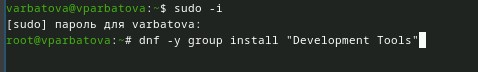 varbatova@vparbatova:~$ sudo -i
[sudo] пароль для varbatova:
root@vparbatova:~# dnf -y group install "Development Tools"